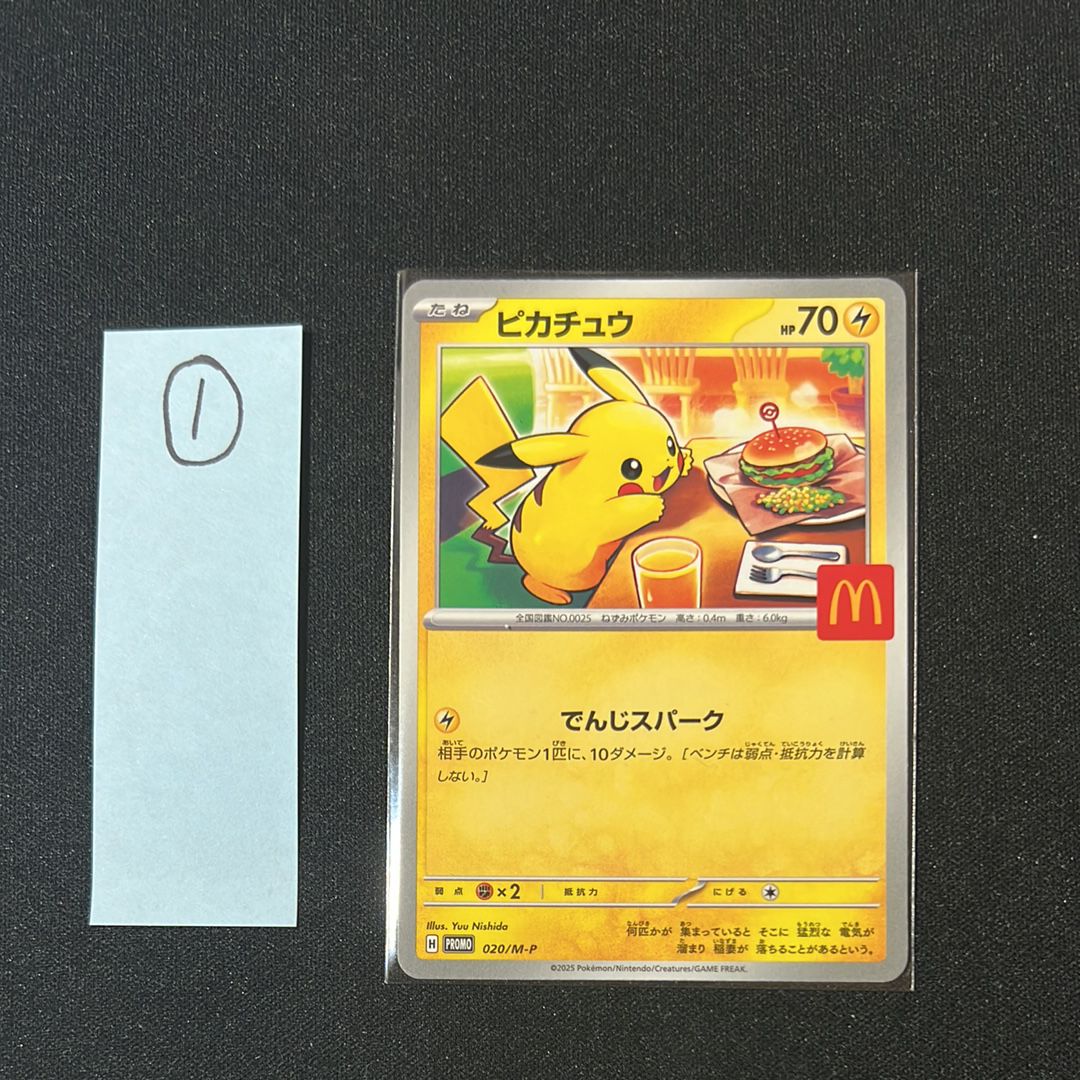 ①
たね
ピカチュウ
HP 70
全国図鑑NO.0025 ねずみポケモン 高さ:0.4m 重さ:6.0kg
でんじスパーク
相手のポケモン1匹に、10ダメージ。[ベンチは弱点・抵抗力を計算
しない。]
弱点 ×2 抵抗力 にげる
Illus. Yuu Nishida
何匹かが 集まっていると そこに 猛烈な 電気が
溜まり 稲妻が 落ちることがあるという。
H PROMO 020/M-P
©2025 Pokémon/Nintendo/Creatures/GAME FREAK.